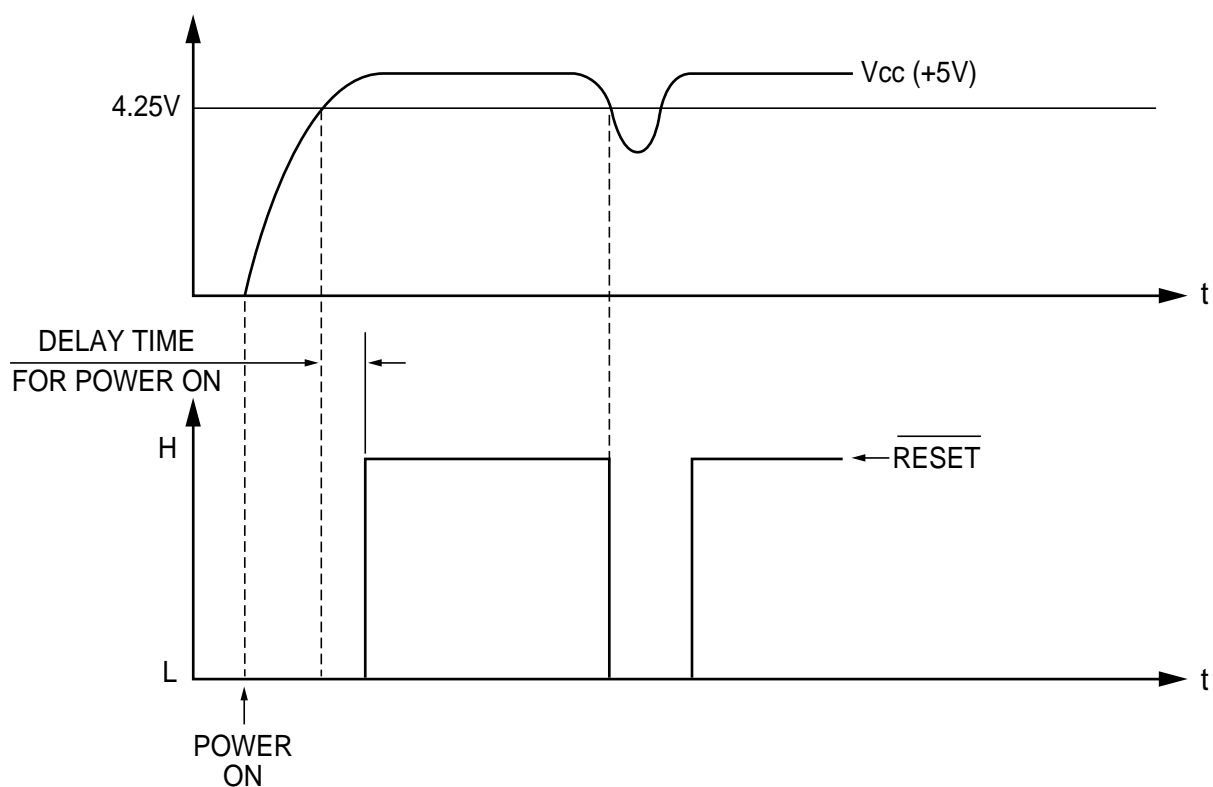 Vcc (+5V)
4.25V
t
DELAY TIME
FOR POWER ON
H
RESET
L
t
POWER
ON